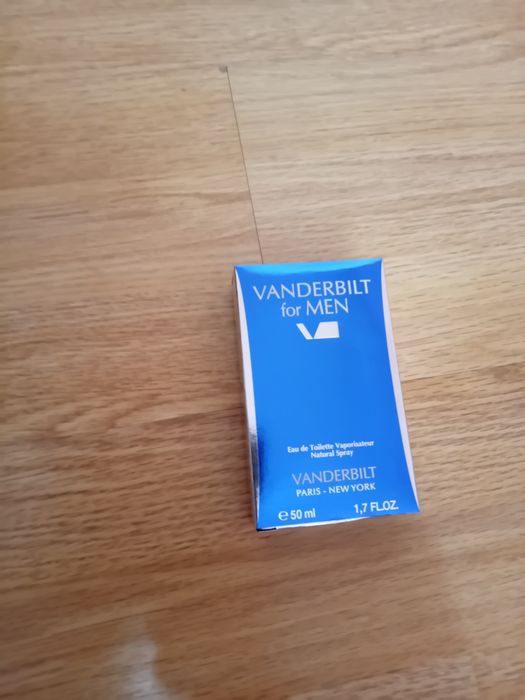 VANDERBILT
for MEN
Eau de Toilette Vaporisateur
Natural Spray
VANDERBILT
PARIS - NEW YORK
℮ 50 ml 1,7 FL.OZ.